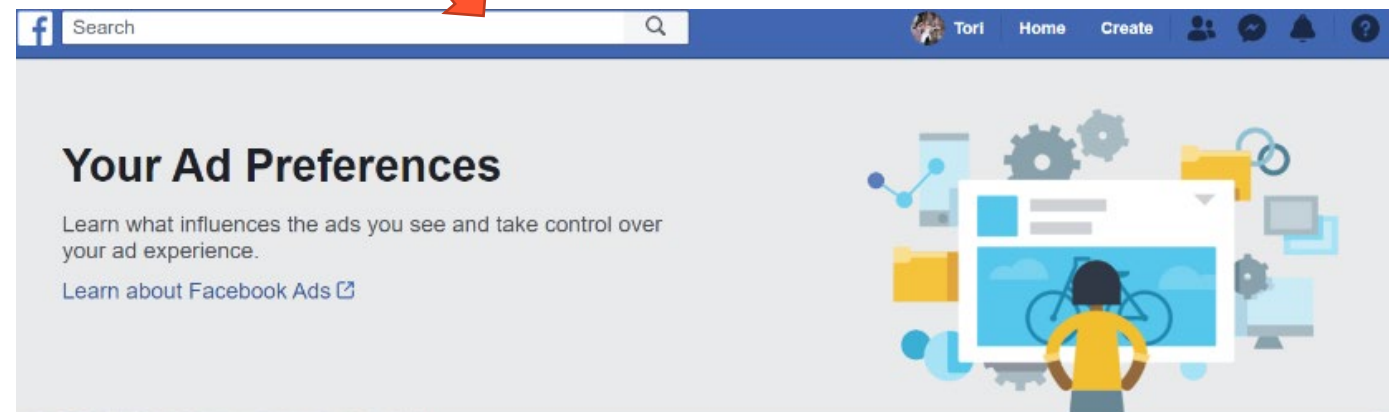 f Search Tori Home Create ?
Your Ad Preferences
Learn what influences the ads you see and take control over
your ad experience.
Learn about Facebook Ads